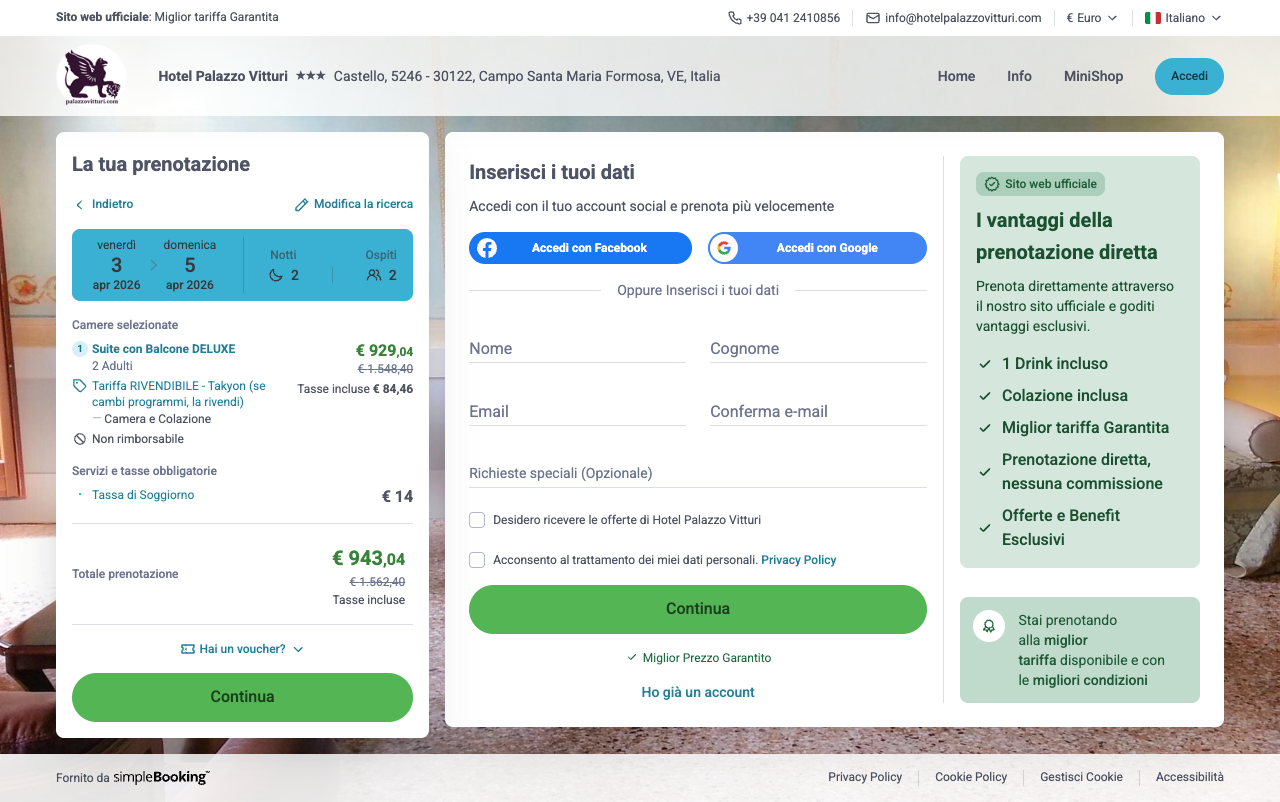 Sito web ufficiale: Miglior tariffa Garantita
+39 041 2410856
info@hotelpalazzovitturi.com
€ Euro
Italiano
palazzovitturi.com
Hotel Palazzo Vitturi ★★★ Castello, 5246 - 30122, Campo Santa Maria Formosa, VE, Italia
Home
Info
MiniShop
Accedi
La tua prenotazione
Indietro
Modifica la ricerca
venerdì
3
apr 2026
domenica
5
apr 2026
Notti
2
Ospiti
2
Camere selezionate
1 Suite con Balcone DELUXE
2 Adulti
€ 929,04
€ 1.548,40
Tasse incluse € 84,46
Tariffa RIVENDIBILE - Takyon (se
cambi programmi, la rivendi)
— Camera e Colazione
Non rimborsabile
Servizi e tasse obbligatorie
· Tassa di Soggiorno
€ 14
Totale prenotazione
€ 943,04
€ 1.562,40
Tasse incluse
Hai un voucher?
Continua
Inserisci i tuoi dati
Accedi con il tuo account social e prenota più velocemente
Accedi con Facebook
Accedi con Google
Oppure Inserisci i tuoi dati
Nome
Cognome
Email
Conferma e-mail
Richieste speciali (Opzionale)
Desidero ricevere le offerte di Hotel Palazzo Vitturi
Acconsento al trattamento dei miei dati personali. Privacy Policy
Continua
Miglior Prezzo Garantito
Ho già un account
Sito web ufficiale
I vantaggi della
prenotazione diretta
Prenota direttamente attraverso
il nostro sito ufficiale e goditi
vantaggi esclusivi.
1 Drink incluso
Colazione inclusa
Miglior tariffa Garantita
Prenotazione diretta,
nessuna commissione
Offerte e Benefit
Esclusivi
Stai prenotando
alla miglior
tariffa disponibile e con
le migliori condizioni
Fornito da simpleBooking
Privacy Policy
Cookie Policy
Gestisci Cookie
Accessibilità